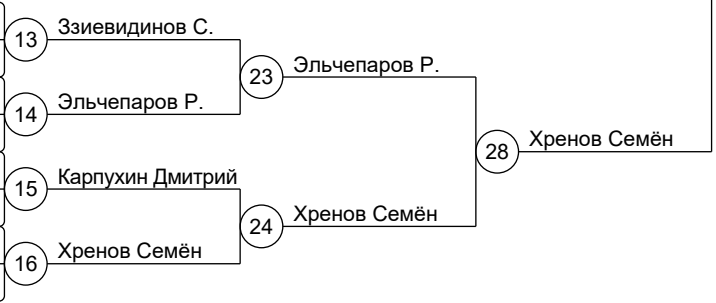 13 Ззиевидинов С.
23 Эльчепаров Р.
14 Эльчепаров Р.
28 Хренов Семён
15 Карпухин Дмитрий
24 Хренов Семён
16 Хренов Семён